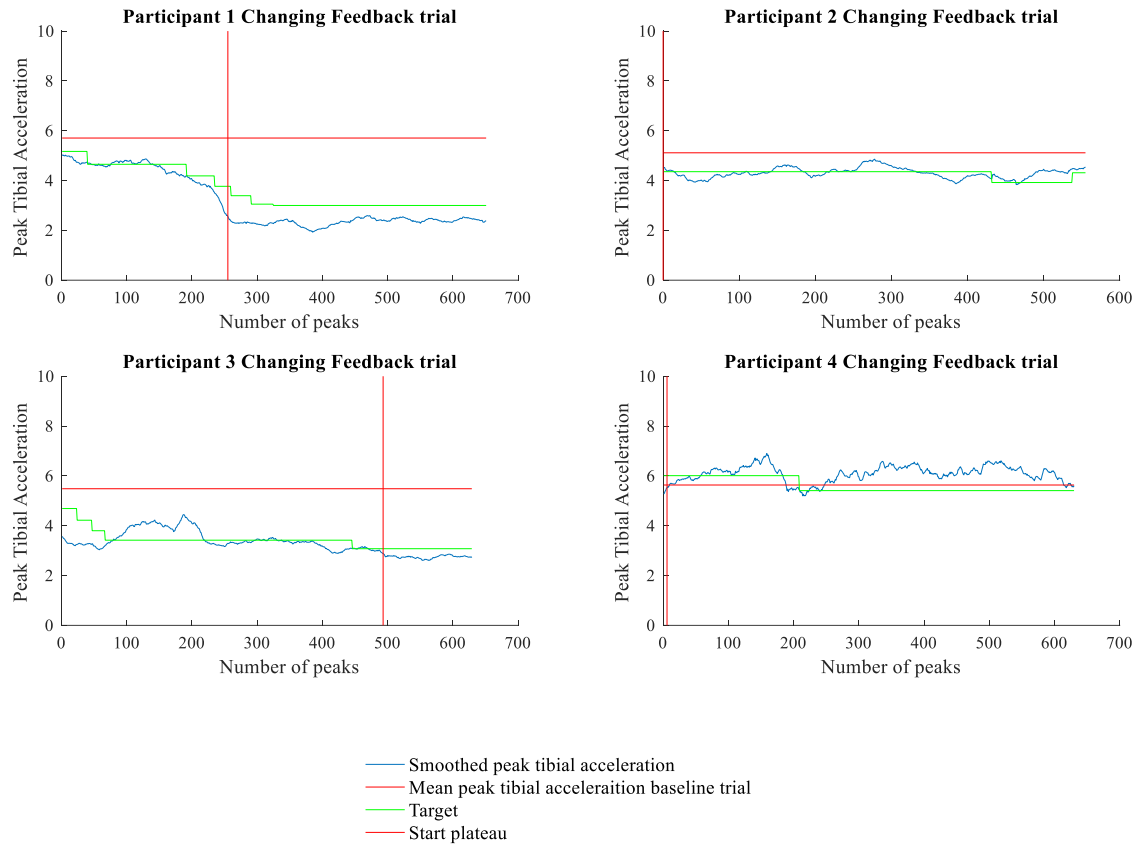 Participant 1 Changing Feedback trial
10
8
6
4
2
0
Peak Tibial Acceleration
0 100 200 300 400 500 600 700
Number of peaks
Participant 2 Changing Feedback trial
10
8
6
4
2
0
Peak Tibial Acceleration
0 100 200 300 400 500 600
Number of peaks
Participant 3 Changing Feedback trial
10
8
6
4
2
0
Peak Tibial Acceleration
0 100 200 300 400 500 600 700
Number of peaks
Participant 4 Changing Feedback trial
10
8
6
4
2
0
Peak Tibial Acceleration
0 100 200 300 400 500 600 700
Number of peaks
Smoothed peak tibial acceleration
Mean peak tibial acceleraition baseline trial
Target
Start plateau